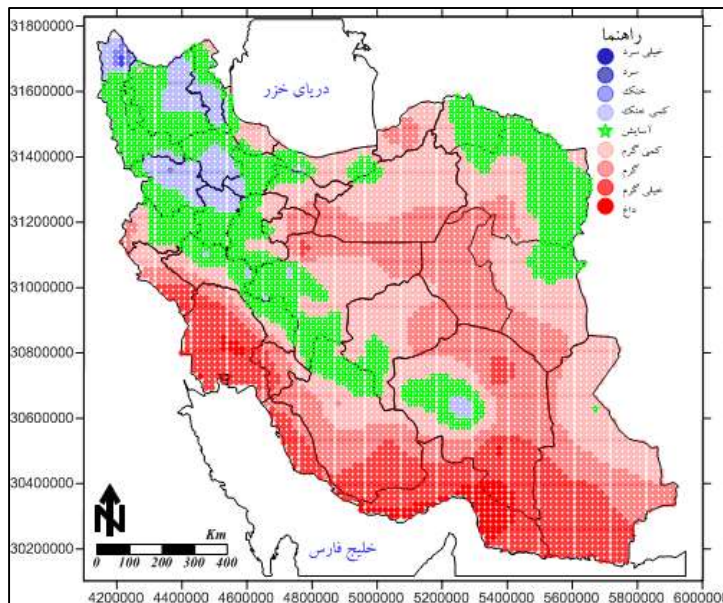 31800000
31600000
31400000
31200000
31000000
30800000
30600000
30400000
30200000
راهنما
خیلی سرد
سرد
خنک
کمی خنک
آسایش
کمی گرم
گرم
خیلی گرم
داغ
دریای خزر
خلیج فارس
N
Km
0 100 200 300 400
4200000 4400000 4600000 4800000 5000000 5200000 5400000 5600000 5800000 6000000